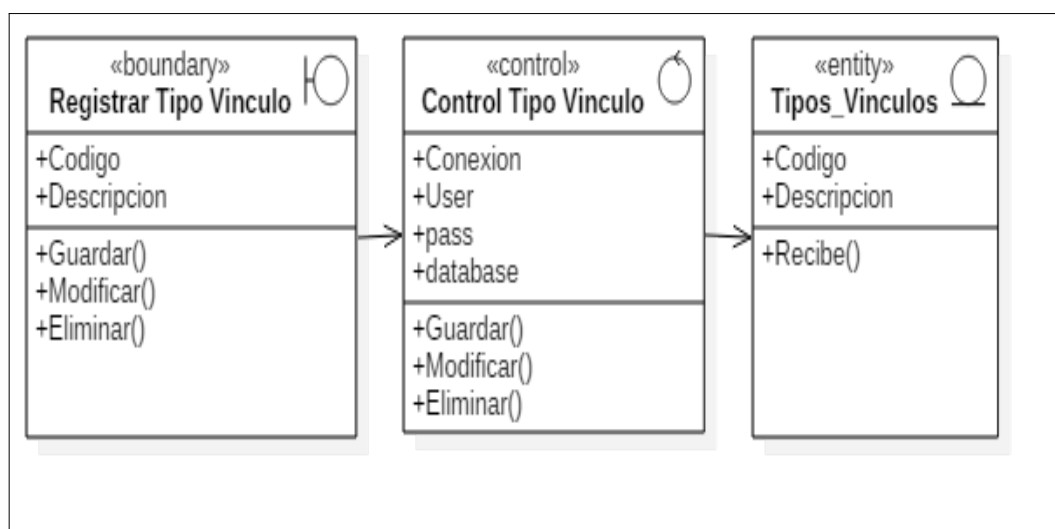 «boundary»
Registrar Tipo Vinculo
+Codigo
+Descripcion
+Guardar()
+Modificar()
+Eliminar()
«control»
Control Tipo Vinculo
+Conexion
+User
+pass
+database
+Guardar()
+Modificar()
+Eliminar()
«entity»
Tipos_Vinculos
+Codigo
+Descripcion
+Recibe()